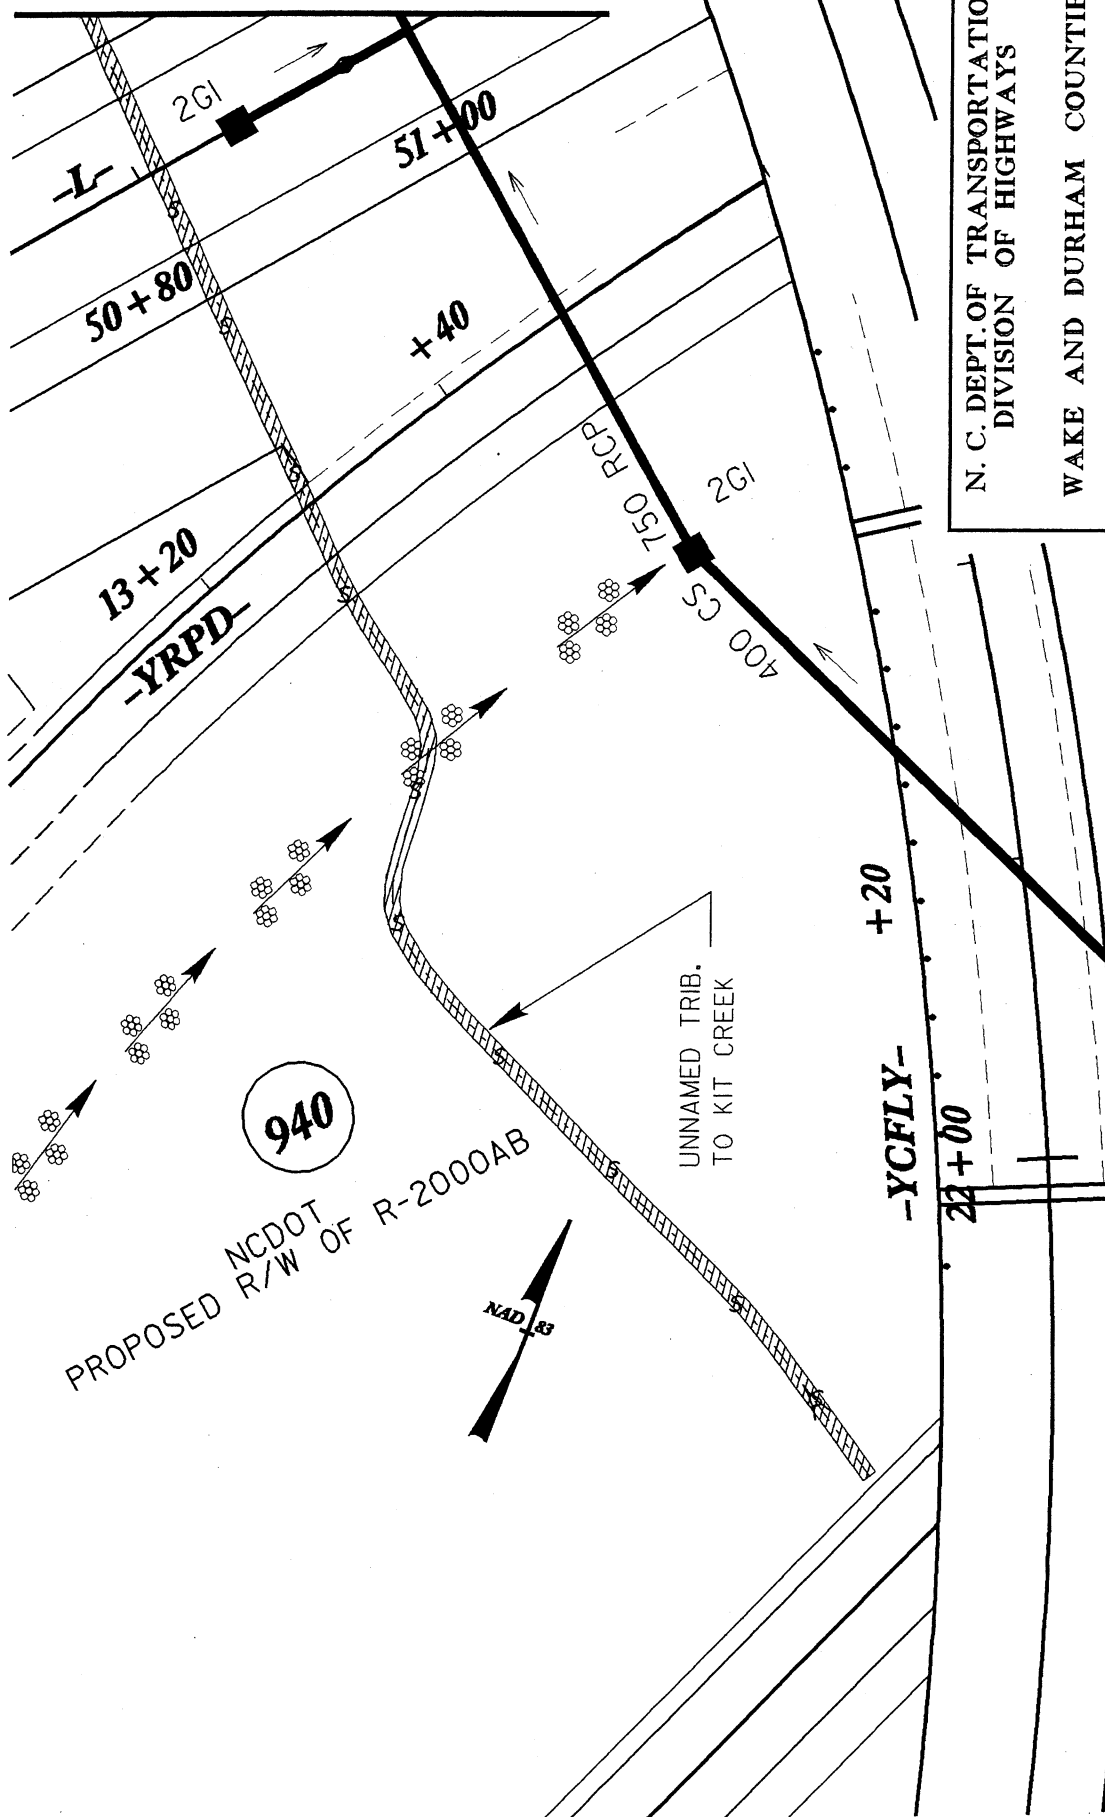 2GI
-L-
51+00
50+80
+40
13+20
-YRPD-
750 RCP
2GI
400 CS
+20
-YCFLY-
22+00
UNNAMED TRIB.
TO KIT CREEK
940
NCDOT
PROPOSED R/W OF R-2000AB
NAD 83
N. C. DEPT. OF TRANSPORTATIO
DIVISION OF HIGHWAYS
WAKE AND DURHAM COUNTIE
S
S
S
S
S
S
S
S
S
S